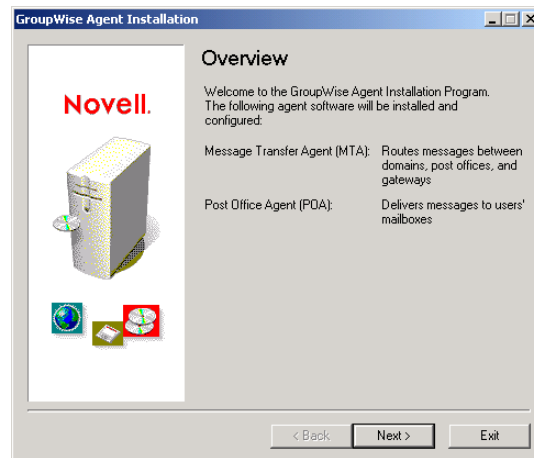 GroupWise Agent Installation
Novell.
Overview
Welcome to the GroupWise Agent Installation Program.
The following agent software will be installed and
configured:
Message Transfer Agent (MTA): Routes messages between
domains, post offices, and
gateways
Post Office Agent (POA): Delivers messages to users'
mailboxes
< Back
Next >
Exit